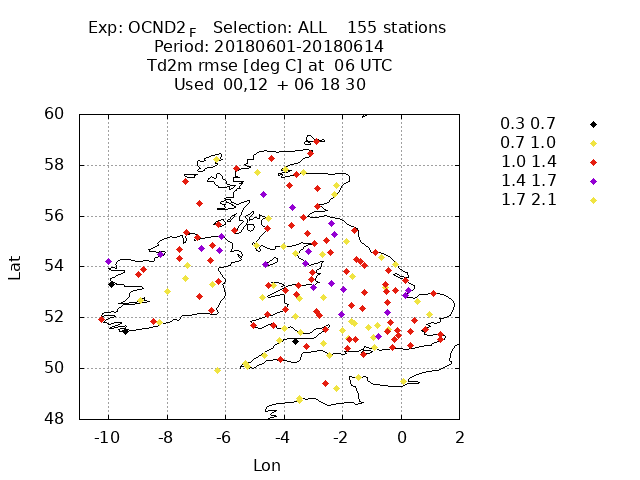 Exp: OCND2 F Selection: ALL 155 stations
Period: 20180601-20180614
Td2m rmse [deg C] at 06 UTC
Used 00,12 + 06 18 30
0.3 0.7
0.7 1.0
1.0 1.4
1.4 1.7
1.7 2.1
60
58
56
54
52
50
48
Lat
-10 -8 -6 -4 -2 0 2
Lon